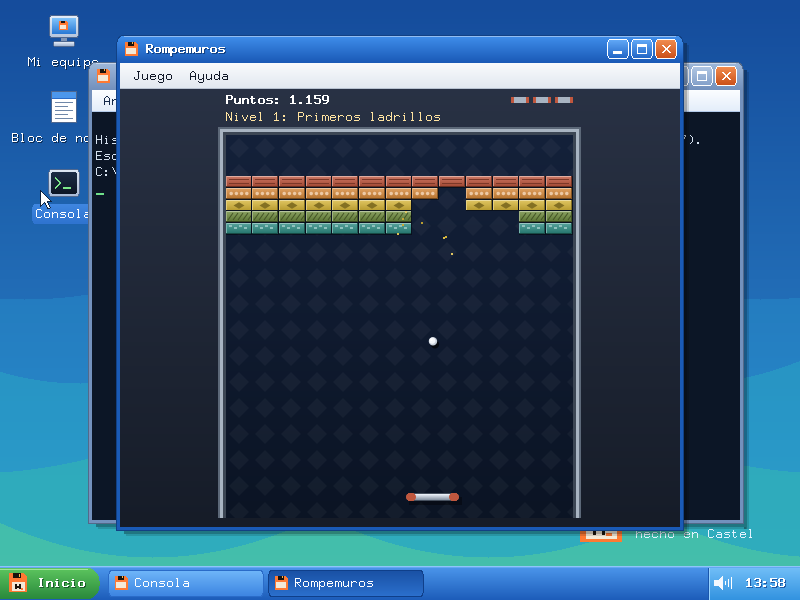 Mi equipo
Rompemuros
Juego Ayuda
Puntos: 1.159
Nivel 1: Primeros ladrillos
Bloc de no
His
Esc
C:\
Consola
hecho en Castel
Inicio
Consola
Rompemuros
13:58